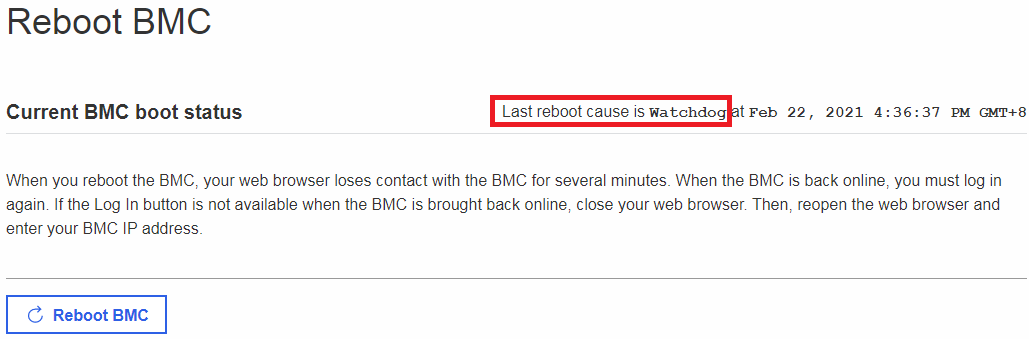 Reboot BMC
Current BMC boot status
Last reboot cause is Watchdog at Feb 22, 2021 4:36:37 PM GMT+8
When you reboot the BMC, your web browser loses contact with the BMC for several minutes. When the BMC is back online, you must log in
again. If the Log In button is not available when the BMC is brought back online, close your web browser. Then, reopen the web browser and
enter your BMC IP address.
Reboot BMC